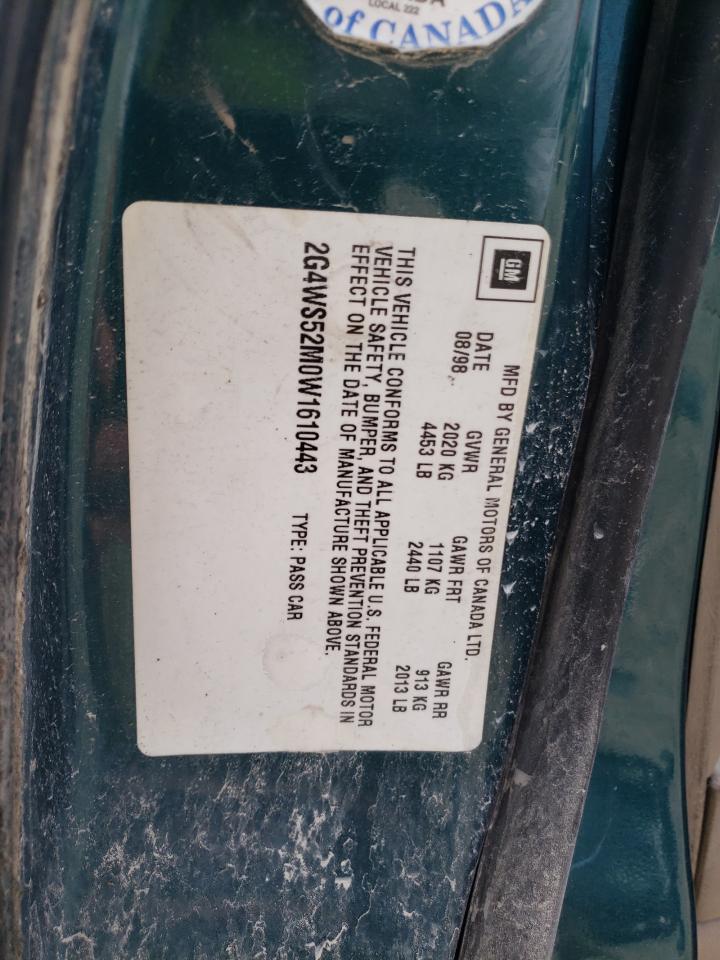 LOCAL 222
of CANADA
GM
MFD BY GENERAL MOTORS OF CANADA LTD.
DATE GVWR GAWR FRT GAWR RR
08/98 2020 KG 1107 KG 913 KG
4453 LB 2440 LB 2013 LB
THIS VEHICLE CONFORMS TO ALL APPLICABLE U.S. FEDERAL MOTOR
VEHICLE SAFETY, BUMPER, AND THEFT PREVENTION STANDARDS IN
EFFECT ON THE DATE OF MANUFACTURE SHOWN ABOVE.
2G4WS52M0W1610443 TYPE: PASS CAR